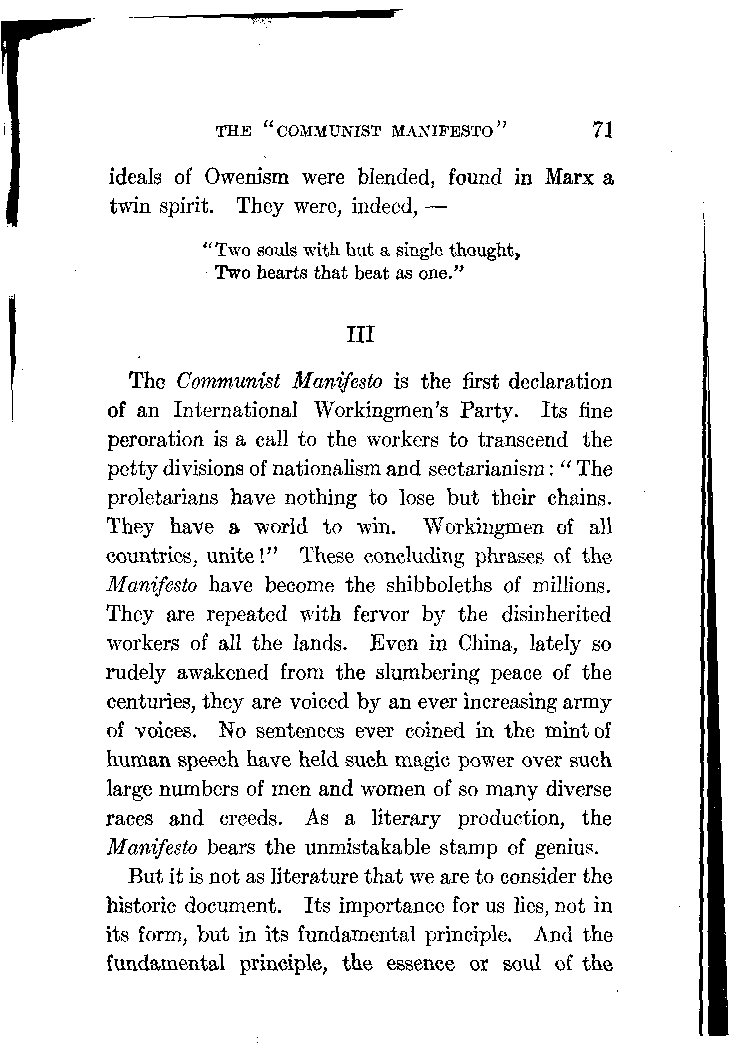 THE "COMMUNIST MANIFESTO" 71
ideals of Owenism were blended, found in Marx a
twin spirit. They were, indeed, —
"Two souls with but a single thought,
Two hearts that beat as one."
III
The Communist Manifesto is the first declaration
of an International Workingmen's Party. Its fine
peroration is a call to the workers to transcend the
petty divisions of nationalism and sectarianism: "The
proletarians have nothing to lose but their chains.
They have a world to win. Workingmen of all
countries, unite!" These concluding phrases of the
Manifesto have become the shibboleths of millions.
They are repeated with fervor by the disinherited
workers of all the lands. Even in China, lately so
rudely awakened from the slumbering peace of the
centuries, they are voiced by an ever increasing army
of voices. No sentences ever coined in the mint of
human speech have held such magic power over such
large numbers of men and women of so many diverse
races and creeds. As a literary production, the
Manifesto bears the unmistakable stamp of genius.
But it is not as literature that we are to consider the
historic document. Its importance for us lies, not in
its form, but in its fundamental principle. And the
fundamental principle, the essence or soul of the